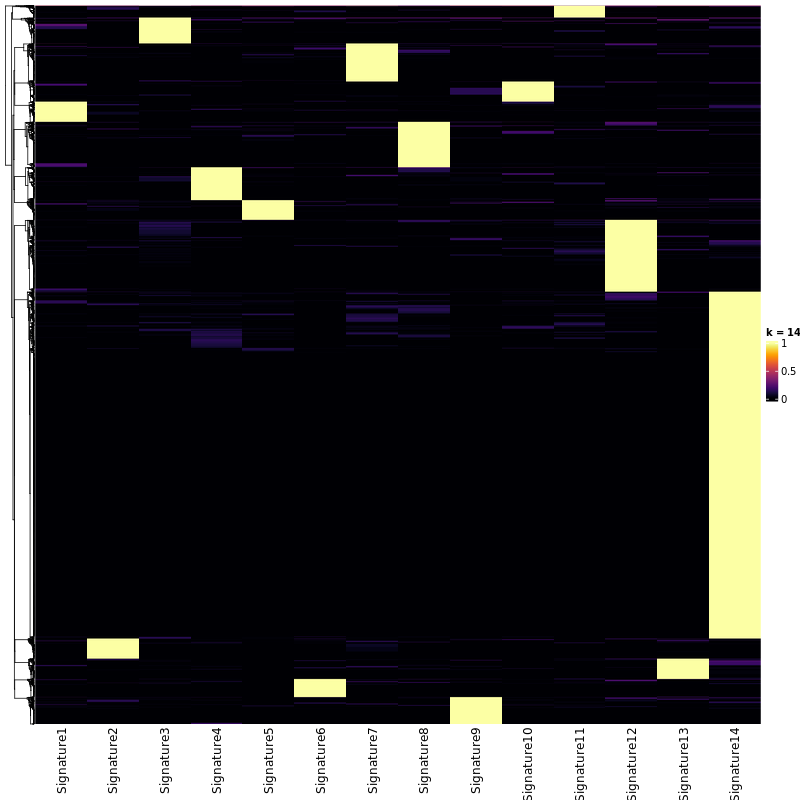 k = 14
1
0.5
0
Signature1
Signature2
Signature3
Signature4
Signature5
Signature6
Signature7
Signature8
Signature9
Signature10
Signature11
Signature12
Signature13
Signature14